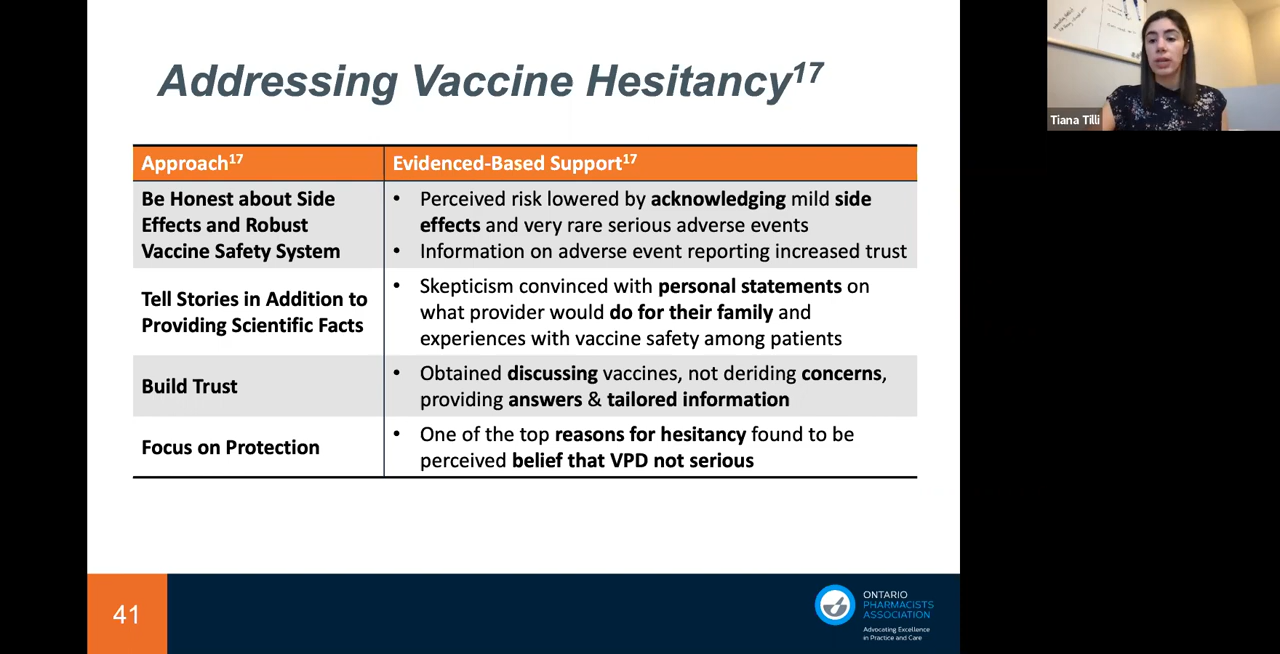 Addressing Vaccine Hesitancy17
Approach17
Evidenced-Based Support17
Be Honest about Side
Effects and Robust
Vaccine Safety System
• Perceived risk lowered by acknowledging mild side
effects and very rare serious adverse events
• Information on adverse event reporting increased trust
Tell Stories in Addition to
Providing Scientific Facts
• Skepticism convinced with personal statements on
what provider would do for their family and
experiences with vaccine safety among patients
Build Trust
• Obtained discussing vaccines, not deriding concerns,
providing answers & tailored information
Focus on Protection
• One of the top reasons for hesitancy found to be
perceived belief that VPD not serious
41
ONTARIO
PHARMACISTS
ASSOCIATION
Advocating Excellence
in Practice and Care
Tiana Tilli